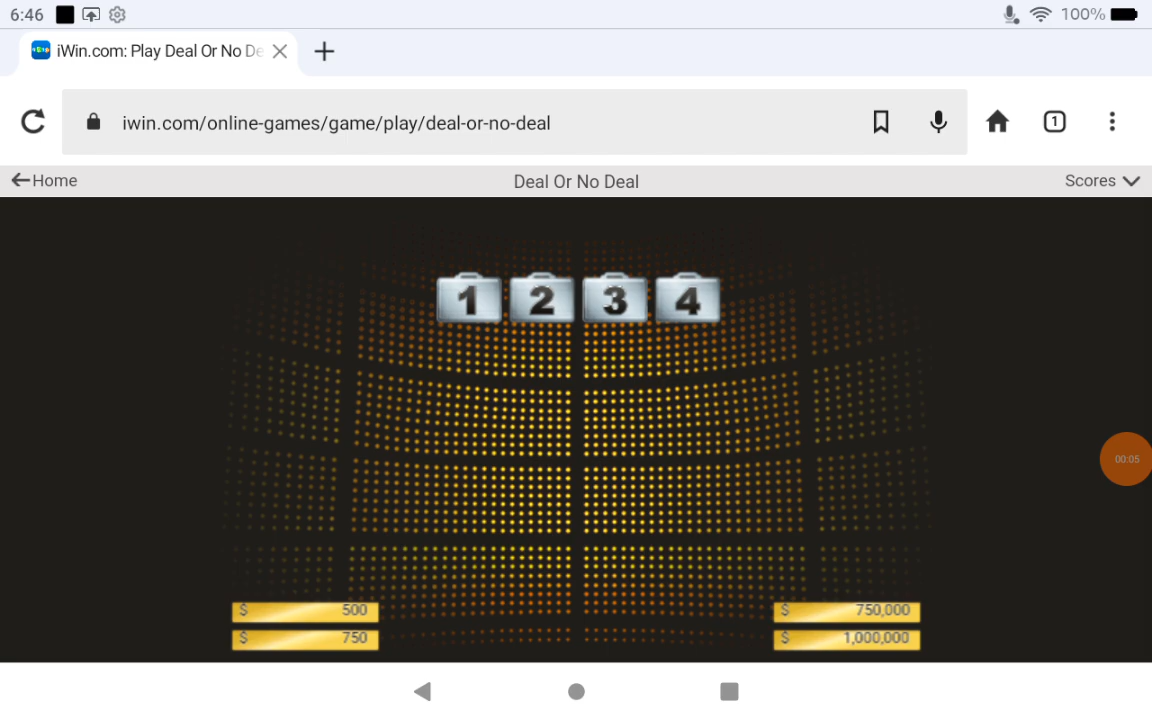 6:46
100%
iWin.com: Play Deal Or No De
iwin.com/online-games/game/play/deal-or-no-deal
1
Home
Deal Or No Deal
Scores
1 2 3 4
00:05
$ 500
$ 750,000
$ 750
$ 1,000,000